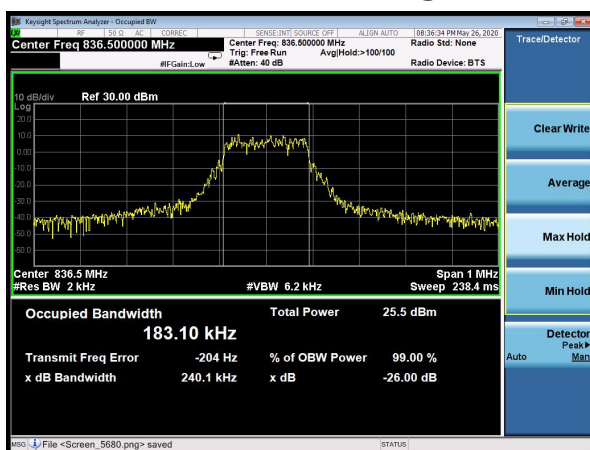 Keysight Spectrum Analyzer - Occupied BW
RF 50 Ω AC CORREC SENSE:INT SOURCE OFF ALIGN AUTO 08:36:34 PM May 26, 2020
Center Freq 836.500000 MHz Center Freq: 836.500000 MHz Radio Std: None
Trig: Free Run Avg|Hold:>100/100
#IFGain:Low #Atten: 40 dB Radio Device: BTS
Trace/Detector
10 dB/div Ref 30.00 dBm
Log
20.0
10.0
0.00
-10.0
-20.0
-30.0
-40.0
-50.0
-60.0
Center 836.5 MHz Span 1 MHz
#Res BW 2 kHz #VBW 6.2 kHz Sweep 238.4 ms
Occupied Bandwidth Total Power 25.5 dBm
183.10 kHz
Transmit Freq Error -204 Hz % of OBW Power 99.00 %
x dB Bandwidth 240.1 kHz x dB -26.00 dB
Clear Write
Average
Max Hold
Min Hold
Detector
Peak▶
Auto Man
MSG File <Screen_5680.png> saved STATUS